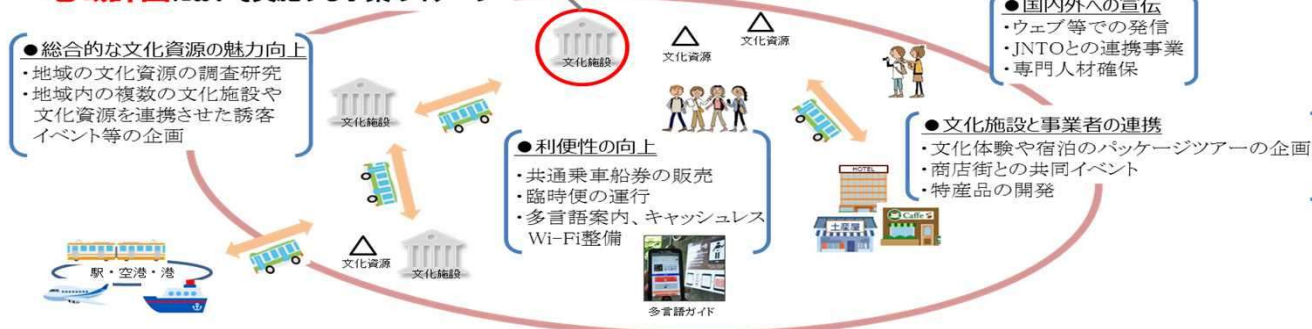 ●総合的な文化資源の魅力向上
・地域の文化資源の調査研究
・地域内の複数の文化施設や
文化資源を連携させた誘客
イベント等の企画
文化施設
文化施設
文化資源
文化資源
●国内外への宣伝
・ウェブ等での発信
・JNTOとの連携事業
・専門人材確保
●利便性の向上
・共通乗車船券の販売
・臨時便の運行
・多言語案内、キャッシュレス
Wi-Fi整備
●文化施設と事業者の連携
・文化体験や宿泊のパッケージツアーの企画
・商店街との共同イベント
・特産品の開発
HOTEL
土産屋
Caffe
文化資源
文化施設
駅・空港・港
多言語ガイド